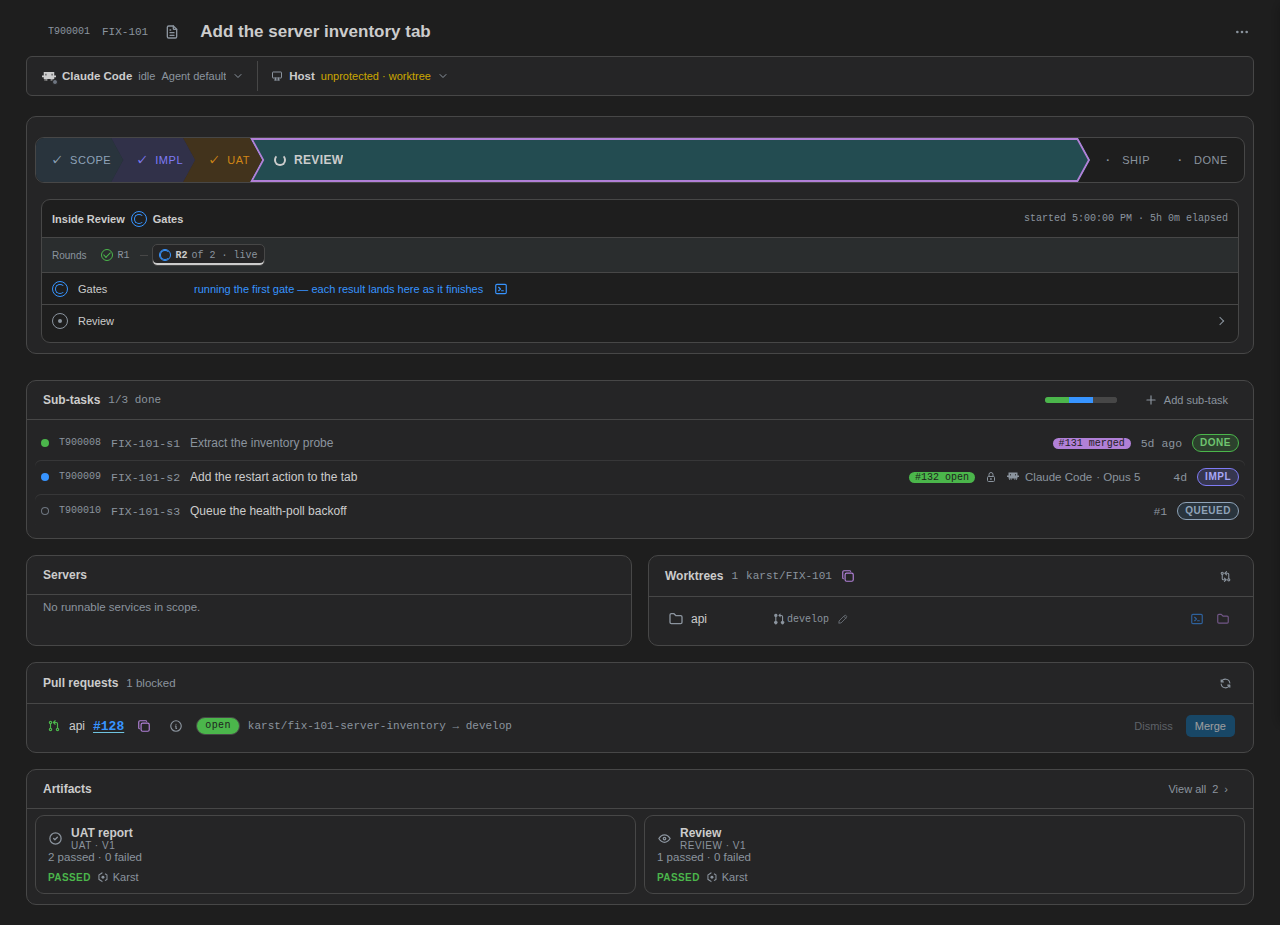 T900001 FIX-101 Add the server inventory tab
Claude Code idle Agent default Host unprotected · worktree
SCOPE IMPL UAT REVIEW · SHIP · DONE
Inside Review Gates started 5:00:00 PM · 5h 0m elapsed
Rounds R1 — R2 of 2 · live
Gates running the first gate — each result lands here as it finishes
Review
Sub-tasks 1/3 done Add sub-task
T900008 FIX-101-s1 Extract the inventory probe #131 merged 5d ago DONE
T900009 FIX-101-s2 Add the restart action to the tab #132 open Claude Code · Opus 5 4d IMPL
T900010 FIX-101-s3 Queue the health-poll backoff #1 QUEUED
Servers
No runnable services in scope.
Worktrees 1 karst/FIX-101
api develop
Pull requests 1 blocked
api #128 open karst/fix-101-server-inventory → develop Dismiss Merge
Artifacts View all 2 ›
UAT report
UAT · V1
2 passed · 0 failed
PASSED Karst
Review
REVIEW · V1
1 passed · 0 failed
PASSED Karst